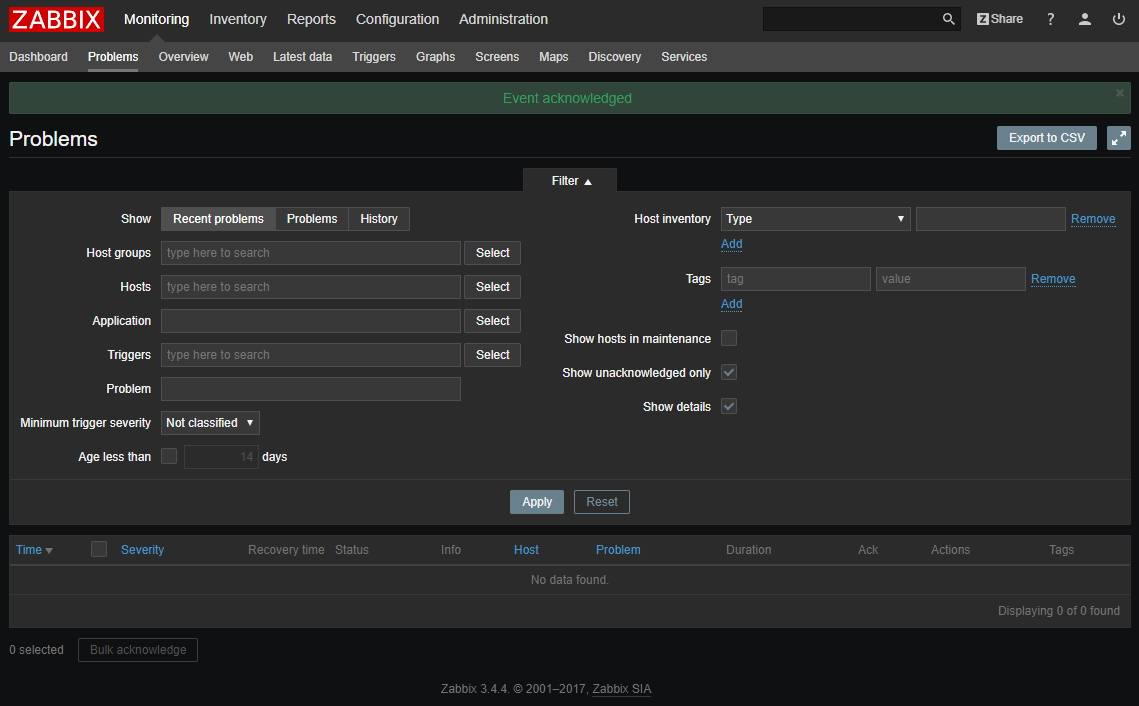 ZABBIX Monitoring Inventory Reports Configuration Administration Z Share ?
Dashboard Problems Overview Web Latest data Triggers Graphs Screens Maps Discovery Services
Event acknowledged ×
Problems Export to CSV
Filter ▲
Show Recent problems Problems History Host inventory Type ▼ Remove
Add
Host groups type here to search Select
Hosts type here to search Select Tags tag value Remove
Add
Application Select
Show hosts in maintenance
Triggers type here to search Select
Show unacknowledged only
Problem
Show details
Minimum trigger severity Not classified ▼
Age less than 14 days
Apply Reset
Time ▼ Severity Recovery time Status Info Host Problem Duration Ack Actions Tags
No data found.
Displaying 0 of 0 found
0 selected Bulk acknowledge
Zabbix 3.4.4. © 2001–2017, Zabbix SIA